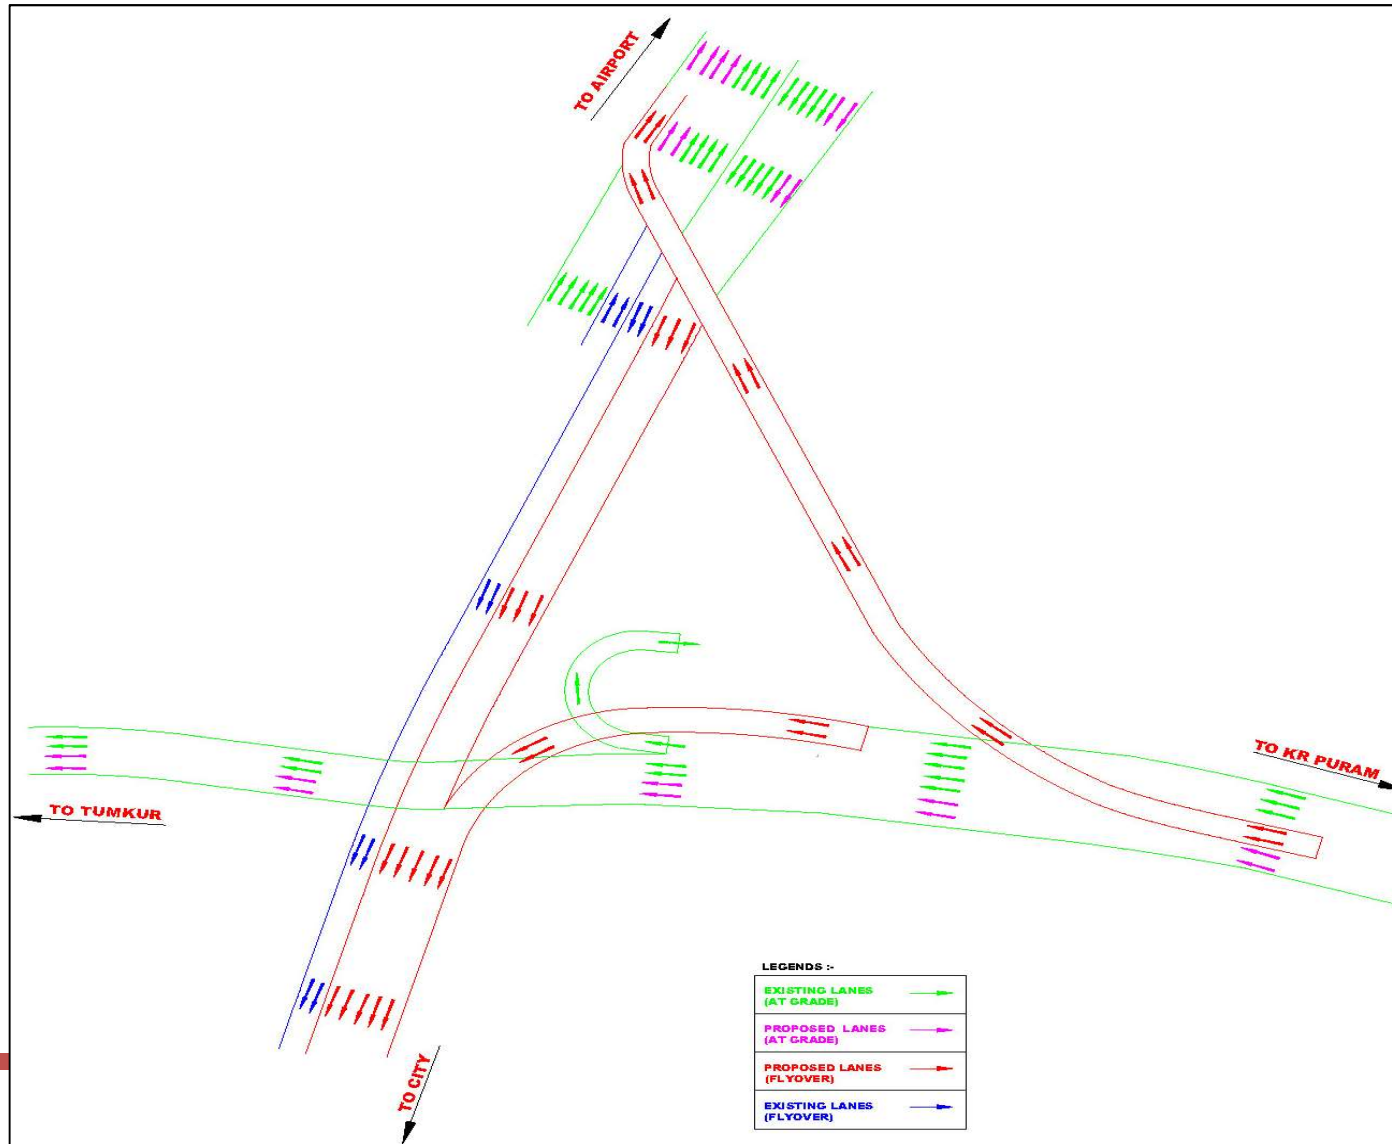 TO AIRPORT
TO KR PURAM
TO TUMKUR
TO CITY
LEGENDS :-
EXISTING LANES
(AT GRADE)
PROPOSED LANES
(AT GRADE)
PROPOSED LANES
(FLYOVER)
EXISTING LANES
(FLYOVER)